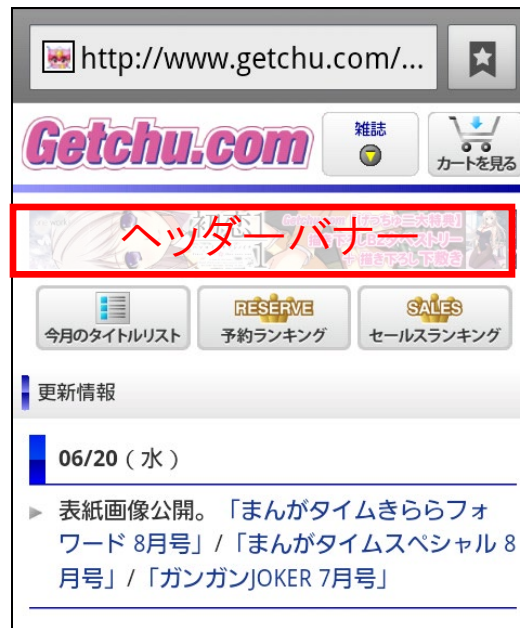 http://www.getchu.com/...
Getchu.com
雑誌
カートを見る
ヘッダーバナー
今月のタイトルリスト
RESERVE
予約ランキング
SALES
セールスランキング
更新情報
06/20（水）
表紙画像公開。「まんがタイムきららフォ
ワード 8月号」/「まんがタイムスペシャル 8
月号」/「ガンガンJOKER 7月号」